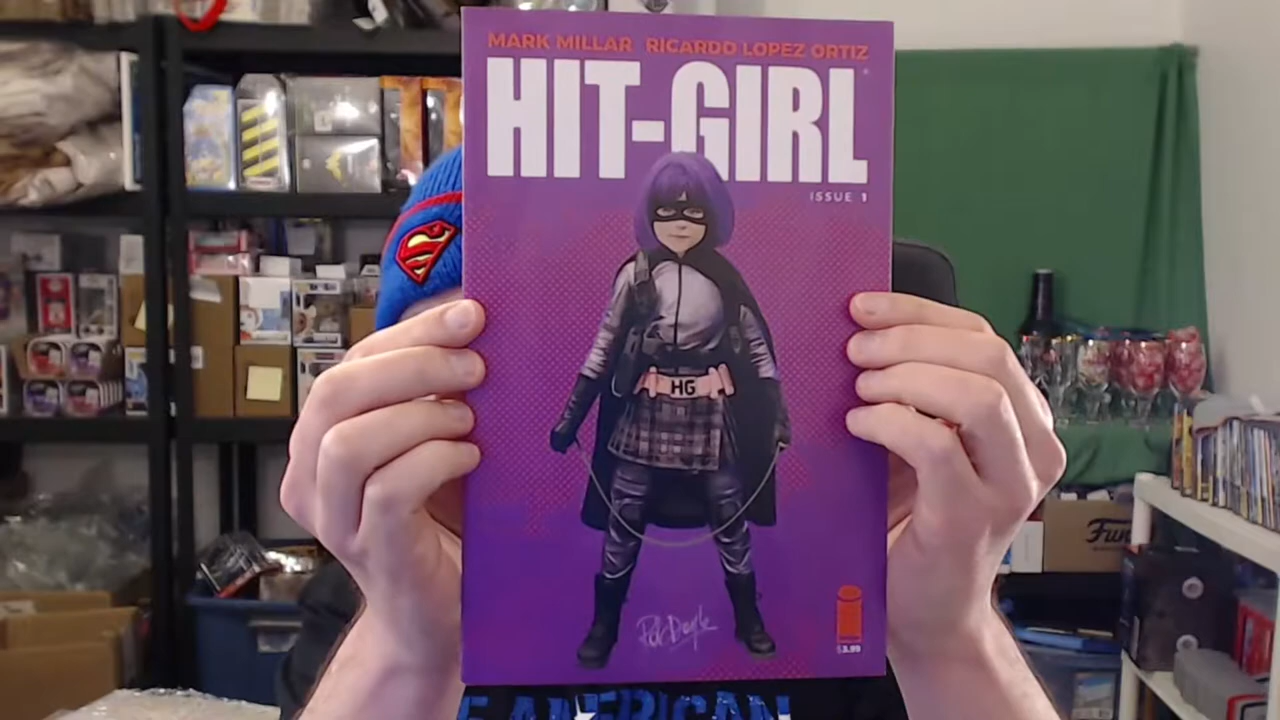 MARK MILLAR RICARDO LOPEZ ORTIZ
HIT-GIRL
ISSUE 1
HG
$3.99
AMERICAN